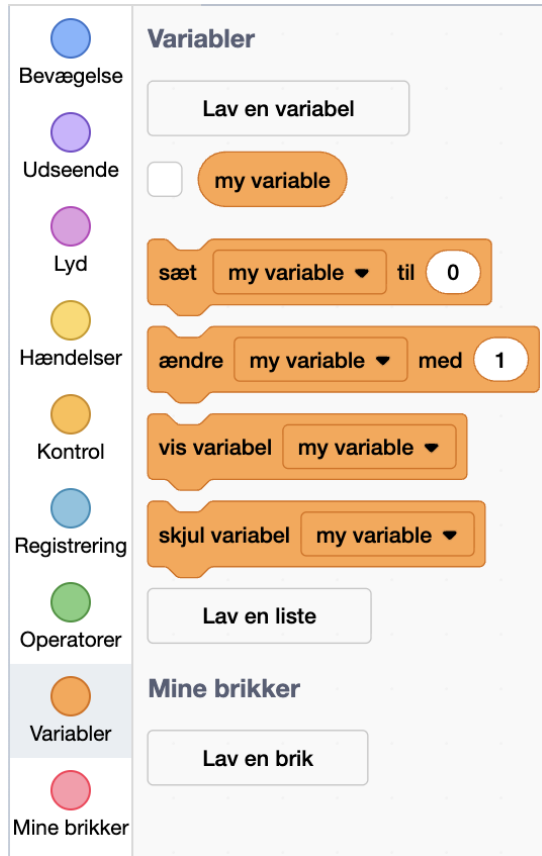 Bevægelse
Udseende
Lyd
Hændelser
Kontrol
Registrering
Operatorer
Variabler
Mine brikker
Variabler
Lav en variabel
my variable
sæt my variable til 0
ændre my variable med 1
vis variabel my variable
skjul variabel my variable
Lav en liste
Mine brikker
Lav en brik